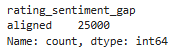 rating_sentiment_gap
aligned    25000
Name: count, dtype: int64